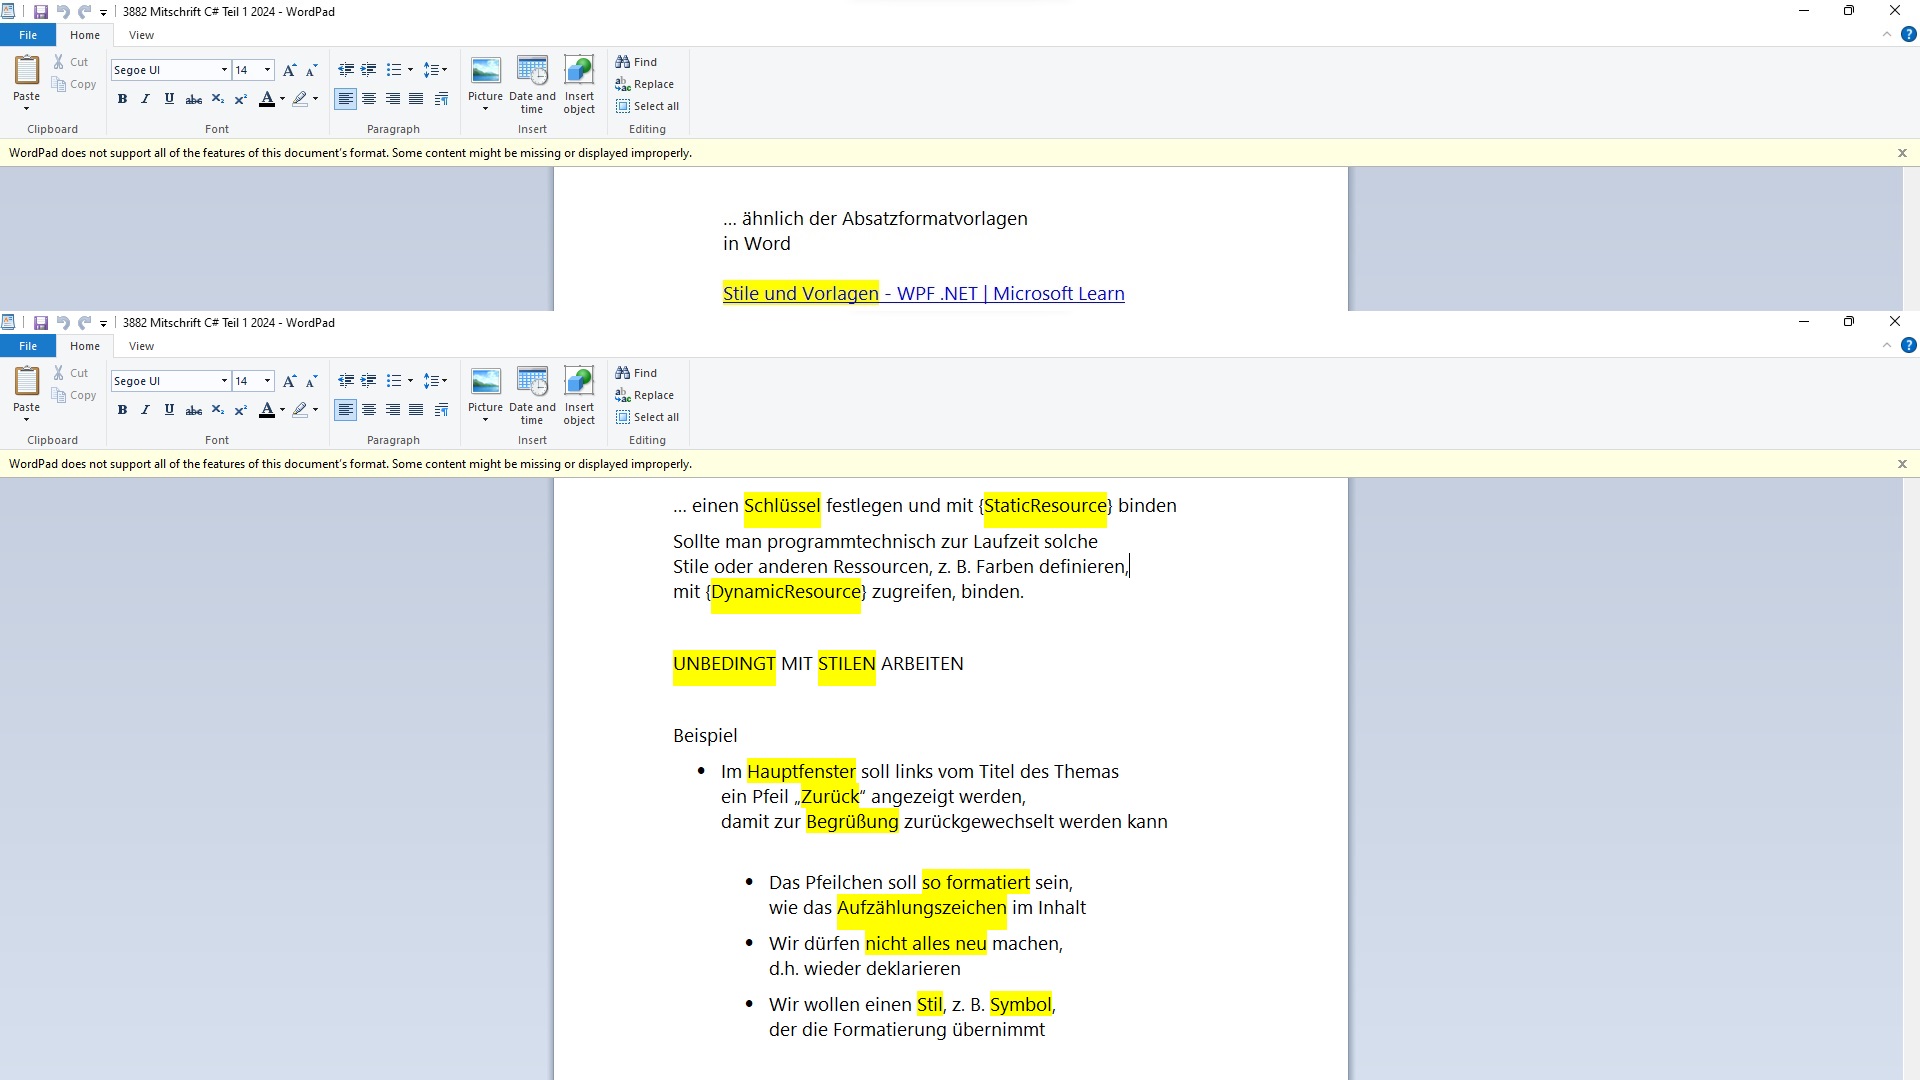 3882 Mitschrift C# Teil 1 2024 - WordPad
File Home View
Paste
Cut
Copy
Clipboard
Segoe UI 14
B I U abc X₂ X² A
Font
Paragraph
Picture
Date and time
Insert object
Insert
Find
Replace
Select all
Editing
WordPad does not support all of the features of this document's format. Some content might be missing or displayed improperly.
... ähnlich der Absatzformatvorlagen
in Word
Stile und Vorlagen - WPF .NET | Microsoft Learn
3882 Mitschrift C# Teil 1 2024 - WordPad
File Home View
Paste
Cut
Copy
Clipboard
Segoe UI 14
B I U abc X₂ X² A
Font
Paragraph
Picture
Date and time
Insert object
Insert
Find
Replace
Select all
Editing
WordPad does not support all of the features of this document's format. Some content might be missing or displayed improperly.
... einen Schlüssel festlegen und mit {StaticResource} binden
Sollte man programmtechnisch zur Laufzeit solche
Stile oder anderen Ressourcen, z. B. Farben definieren,
mit {DynamicResource} zugreifen, binden.
UNBEDINGT MIT STILEN ARBEITEN
Beispiel
• Im Hauptfenster soll links vom Titel des Themas
ein Pfeil „Zurück“ angezeigt werden,
damit zur Begrüßung zurückgewechselt werden kann
• Das Pfeilchen soll so formatiert sein,
wie das Aufzählungszeichen im Inhalt
• Wir dürfen nicht alles neu machen,
d.h. wieder deklarieren
• Wir wollen einen Stil, z. B. Symbol,
der die Formatierung übernimmt